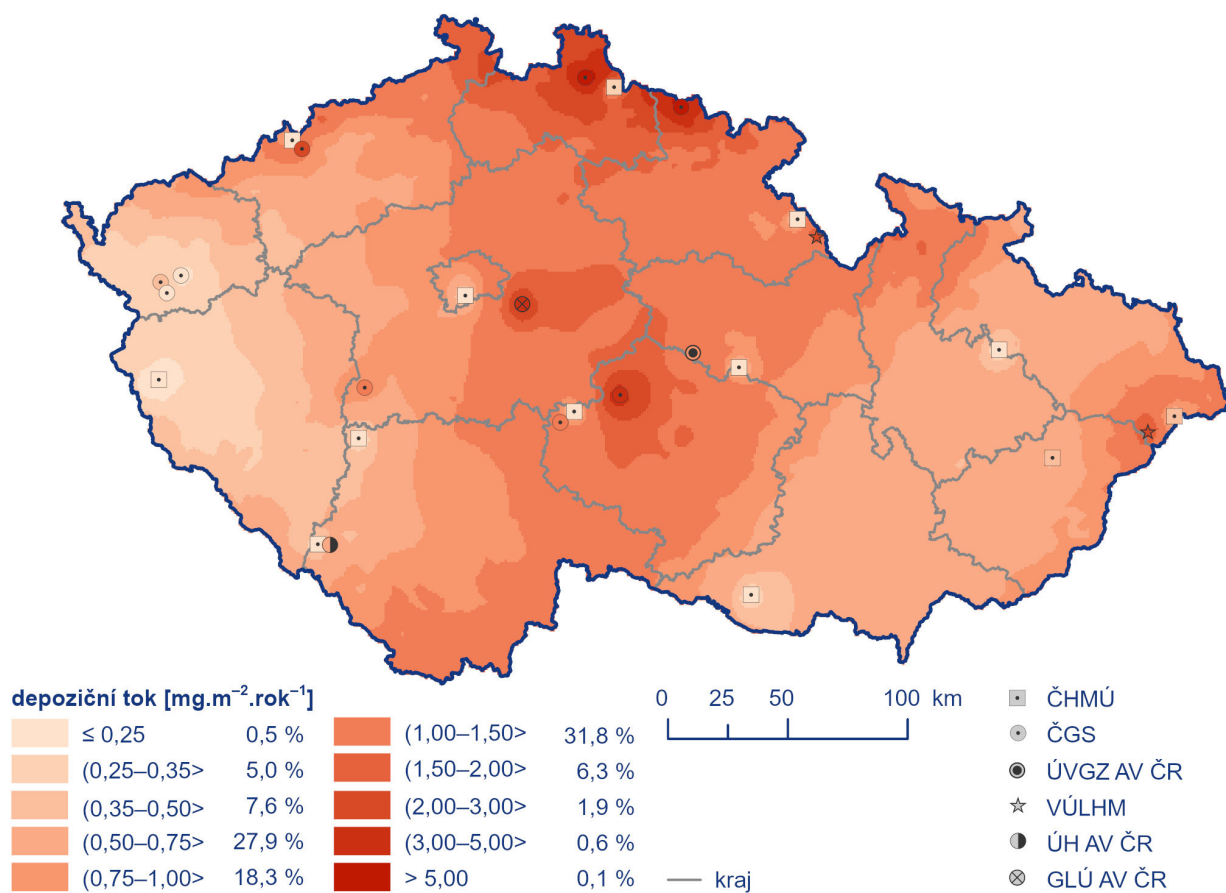 depoziční tok [mg.m⁻².rok⁻¹]
≤ 0,25 0,5 %
(0,25–0,35> 5,0 %
(0,35–0,50> 7,6 %
(0,50–0,75> 27,9 %
(0,75–1,00> 18,3 %
(1,00–1,50> 31,8 %
(1,50–2,00> 6,3 %
(2,00–3,00> 1,9 %
(3,00–5,00> 0,6 %
> 5,00 0,1 %
0 25 50 100 km
kraj
ČHMÚ
ČGS
ÚVGZ AV ČR
VÚLHM
ÚH AV ČR
GLÚ AV ČR